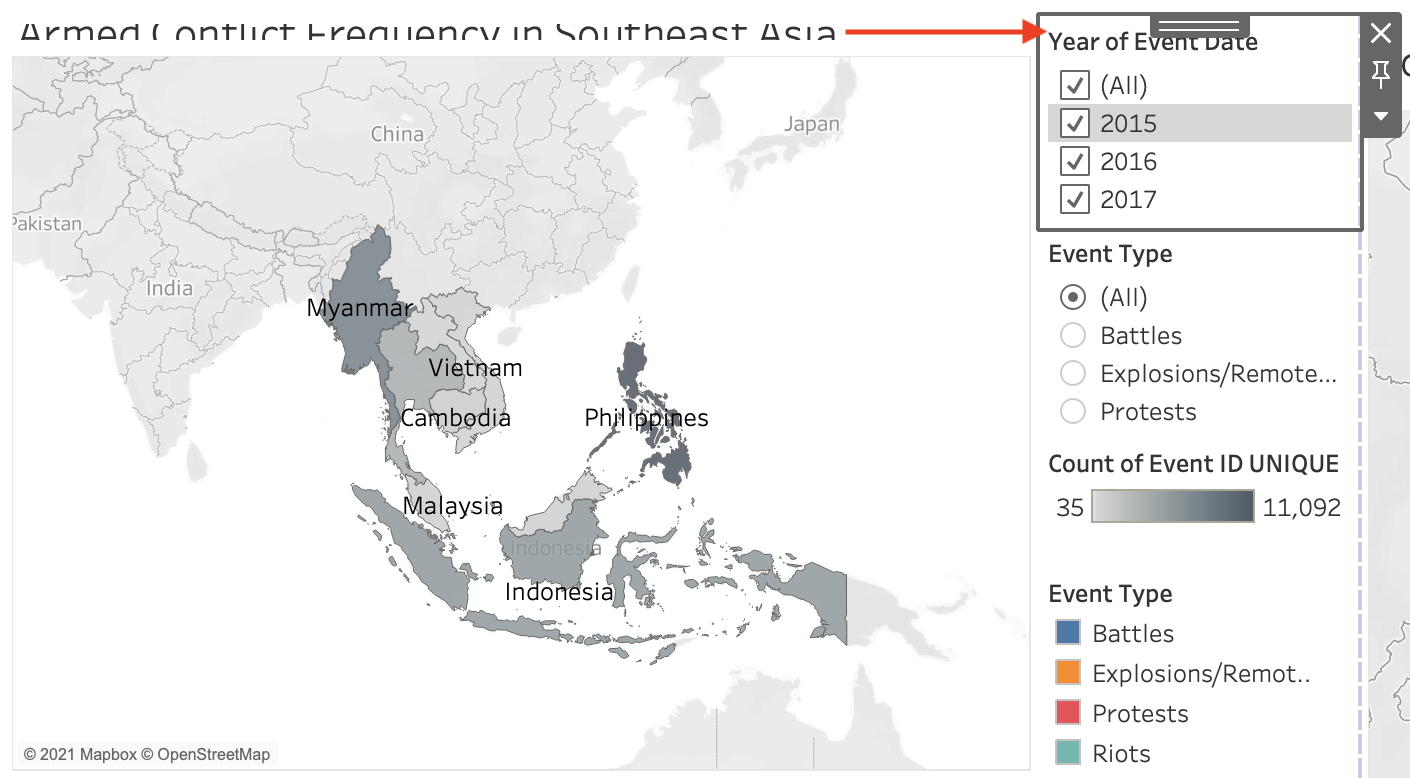 Armed Conflict Frequency in Southeast Asia
Year of Event Date
(All)
2015
2016
2017
Event Type
(All)
Battles
Explosions/Remote...
Protests
Count of Event ID UNIQUE
35
11,092
Event Type
Battles
Explosions/Remot..
Protests
Riots
China
Japan
Pakistan
India
Myanmar
Vietnam
Cambodia
Philippines
Malaysia
Indonesia
Indonesia
© 2021 Mapbox © OpenStreetMap